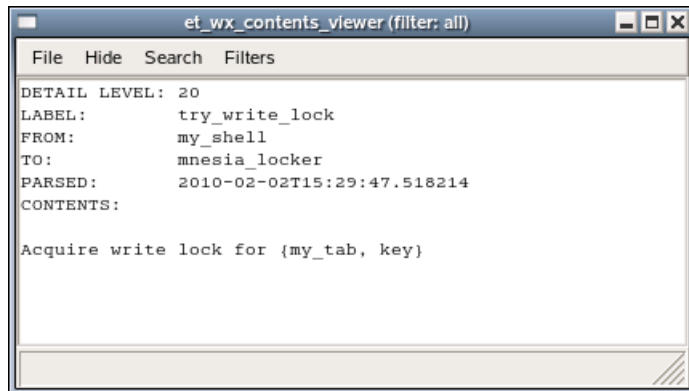 et_wx_contents_viewer (filter: all)
File Hide Search Filters
DETAIL LEVEL: 20
LABEL: try_write_lock
FROM: my_shell
TO: mnesia_locker
PARSED: 2010-02-02T15:29:47.518214
CONTENTS:
Acquire write lock for {my_tab, key}